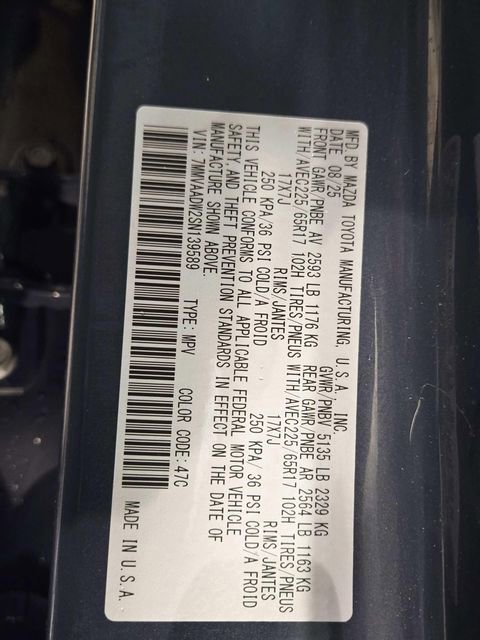 MFD. BY MAZDA TOYOTA MANUFACTURING, U.S.A., INC.
DATE 08/25 GVWR/PNBV 5135 LB 2329 KG
FRONT GAWR/PNBE AV 2593 LB 1176 KG REAR GAWR/PNBE AR 2564 LB 1163 KG
WITH/AVEC225/65R17 102H TIRES/PNEUS WITH/AVEC225/65R17 102H TIRES/PNEUS
17X7J RIMS/JANTES 17X7J RIMS/JANTES
250 KPA/36 PSI COLD/A FROID 250 KPA/36 PSI COLD/A FROID
THIS VEHICLE CONFORMS TO ALL APPLICABLE FEDERAL MOTOR VEHICLE
SAFETY AND THEFT PREVENTION STANDARDS IN EFFECT ON THE DATE OF
MANUFACTURE SHOWN ABOVE.
VIN: 7MMVAADW2SN139589 TYPE: MPV COLOR CODE: 47C
MADE IN U.S.A.